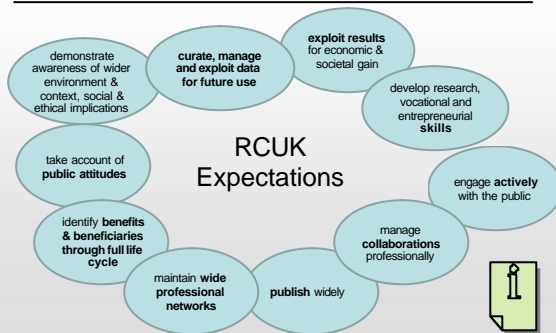 demonstrate
awareness of wider
environment &
context, social &
ethical implications
curate, manage
and exploit data
for future use
exploit results
for economic &
societal gain
develop research,
vocational and
entrepreneurial
skills
engage actively
with the public
manage
collaborations
professionally
publish widely
maintain wide
professional
networks
identify benefits
& beneficiaries
through full life
cycle
take account of
public attitudes
RCUK
Expectations
i